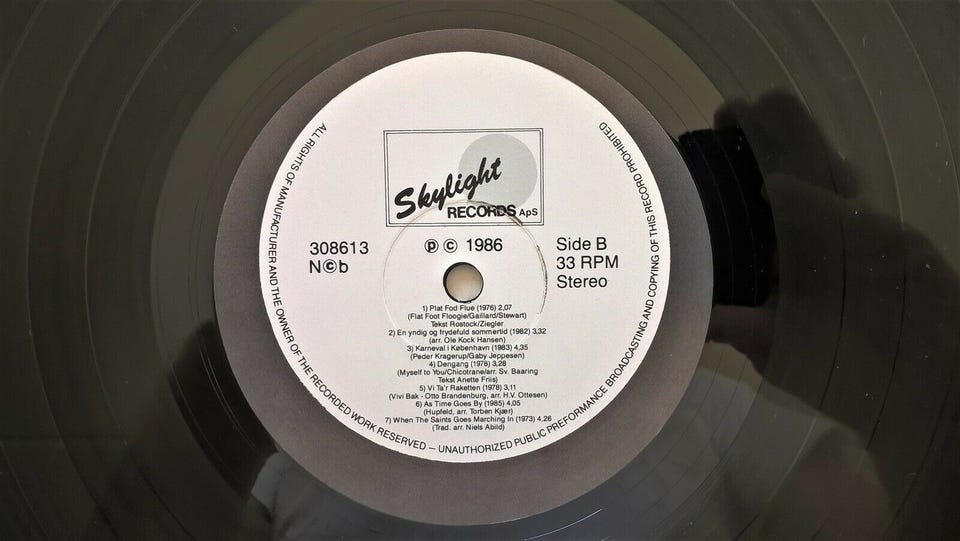 Skylight
RECORDS ApS
308613
N©b
℗ © 1986
Side B
33 RPM
Stereo
1) Plat Fod Flue (1976) 2,07
(Flat Foot Floogie/Gaillard/Stewart)
Tekst Rostock/Ziegler
2) En yndig og frydefuld sommertid (1982) 3,32
(arr. Ole Kock Hansen)
3) Karneval i København (1983) 4,35
(Peder Kragerup/Gaby Jeppesen)
4) Dengang (1978) 3,28
(Myself to You/Chicotrane/arr. Sv. Baaring
Tekst Anette Friis)
5) Vi Ta'r Raketten (1978) 3,11
(Vivi Bak - Otto Brandenburg, arr. H.V. Ottesen)
6) As Time Goes By (1985) 4,05
(Hupfeld, arr. Torben Kjær)
7) When The Saints Goes Marching In (1973) 4,26
(Trad. arr. Niels Abild)
ALL RIGHTS OF MANUFACTURER AND THE OWNER OF THE RECORDED WORK RESERVED – UNAUTHORIZED PUBLIC PREFORMANCE BROADCASTING AND COPYING OF THIS RECORD PROHIBITED